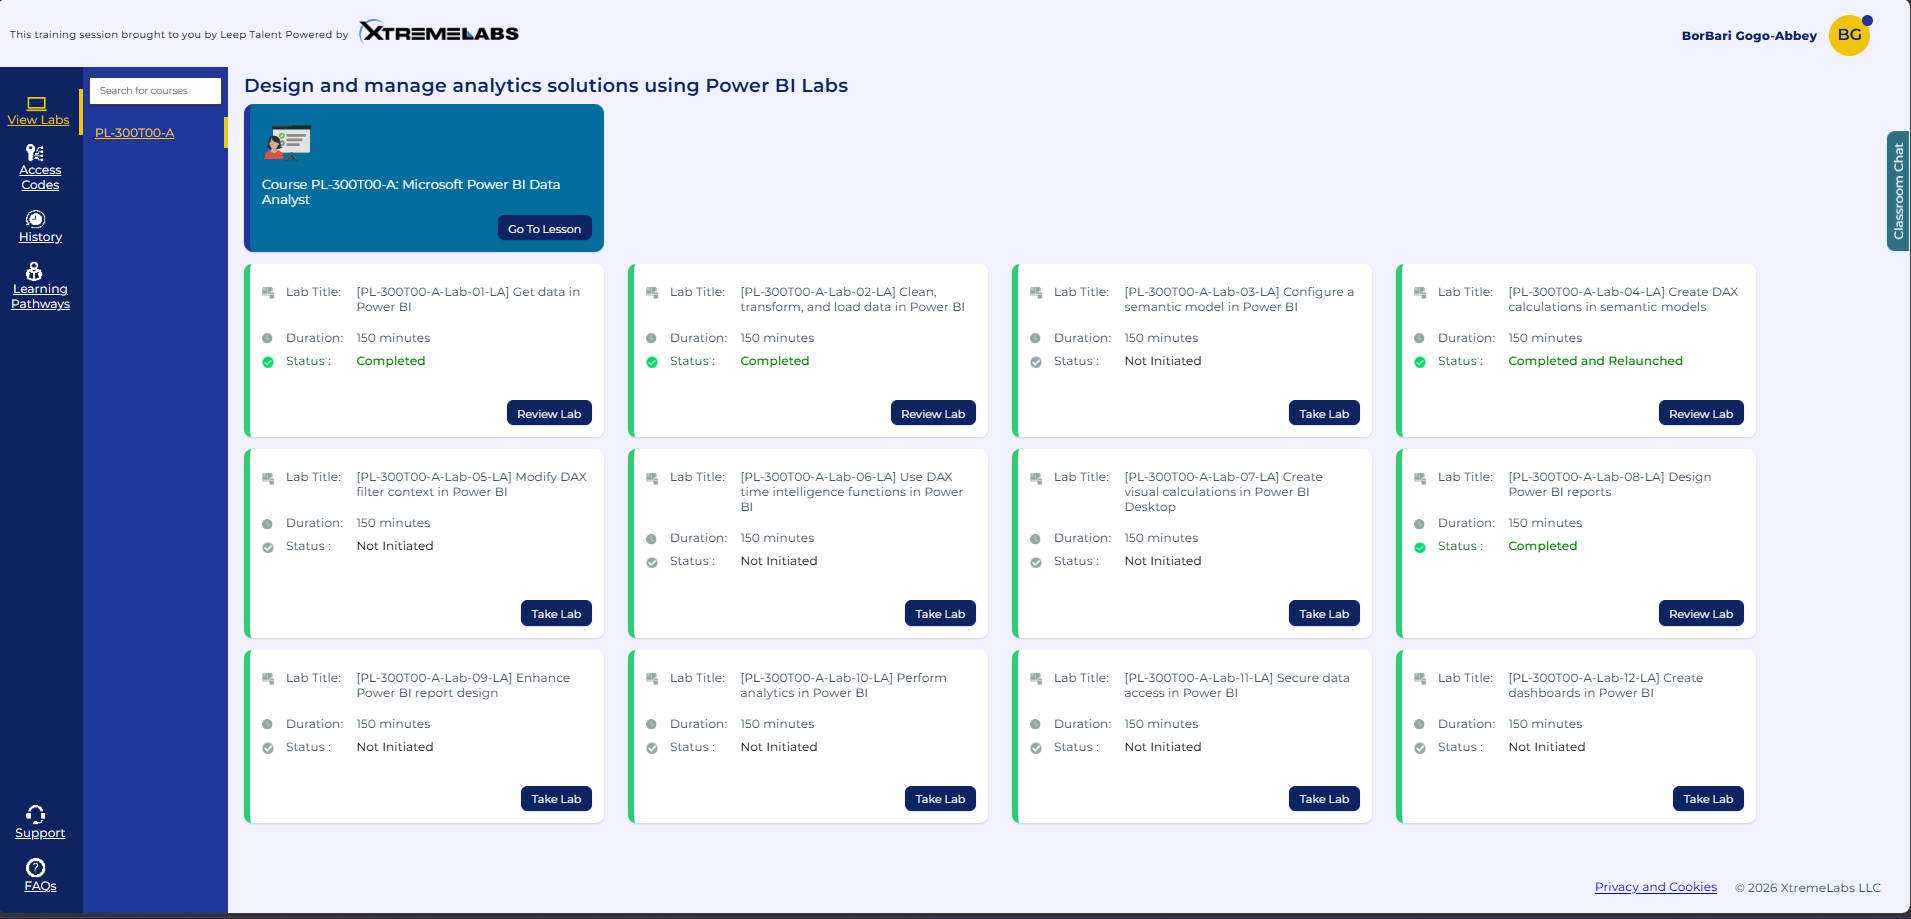 This training session brought to you by Leep Talent Powered by XTREMELABS
BorBari Gogo-Abbey
BG
View Labs
Access
Codes
History
Learning
Pathways
Support
FAQs
Search for courses
PL-300T00-A
Design and manage analytics solutions using Power BI Labs
Course PL-300T00-A: Microsoft Power BI Data
Analyst
Go To Lesson
Classroom Chat
Lab Title: [PL-300T00-A-Lab-01-LA] Get data in
Power BI
Duration: 150 minutes
Status : Completed
Review Lab
Lab Title: [PL-300T00-A-Lab-02-LA] Clean,
transform, and load data in Power BI
Duration: 150 minutes
Status : Completed
Review Lab
Lab Title: [PL-300T00-A-Lab-03-LA] Configure a
semantic model in Power BI
Duration: 150 minutes
Status : Not Initiated
Take Lab
Lab Title: [PL-300T00-A-Lab-04-LA] Create DAX
calculations in semantic models
Duration: 150 minutes
Status : Completed and Relaunched
Review Lab
Lab Title: [PL-300T00-A-Lab-05-LA] Modify DAX
filter context in Power BI
Duration: 150 minutes
Status : Not Initiated
Take Lab
Lab Title: [PL-300T00-A-Lab-06-LA] Use DAX
time intelligence functions in Power
BI
Duration: 150 minutes
Status : Not Initiated
Take Lab
Lab Title: [PL-300T00-A-Lab-07-LA] Create
visual calculations in Power BI
Desktop
Duration: 150 minutes
Status : Not Initiated
Take Lab
Lab Title: [PL-300T00-A-Lab-08-LA] Design
Power BI reports
Duration: 150 minutes
Status : Completed
Review Lab
Lab Title: [PL-300T00-A-Lab-09-LA] Enhance
Power BI report design
Duration: 150 minutes
Status : Not Initiated
Take Lab
Lab Title: [PL-300T00-A-Lab-10-LA] Perform
analytics in Power BI
Duration: 150 minutes
Status : Not Initiated
Take Lab
Lab Title: [PL-300T00-A-Lab-11-LA] Secure data
access in Power BI
Duration: 150 minutes
Status : Not Initiated
Take Lab
Lab Title: [PL-300T00-A-Lab-12-LA] Create
dashboards in Power BI
Duration: 150 minutes
Status : Not Initiated
Take Lab
Privacy and Cookies © 2026 XtremeLabs LLC